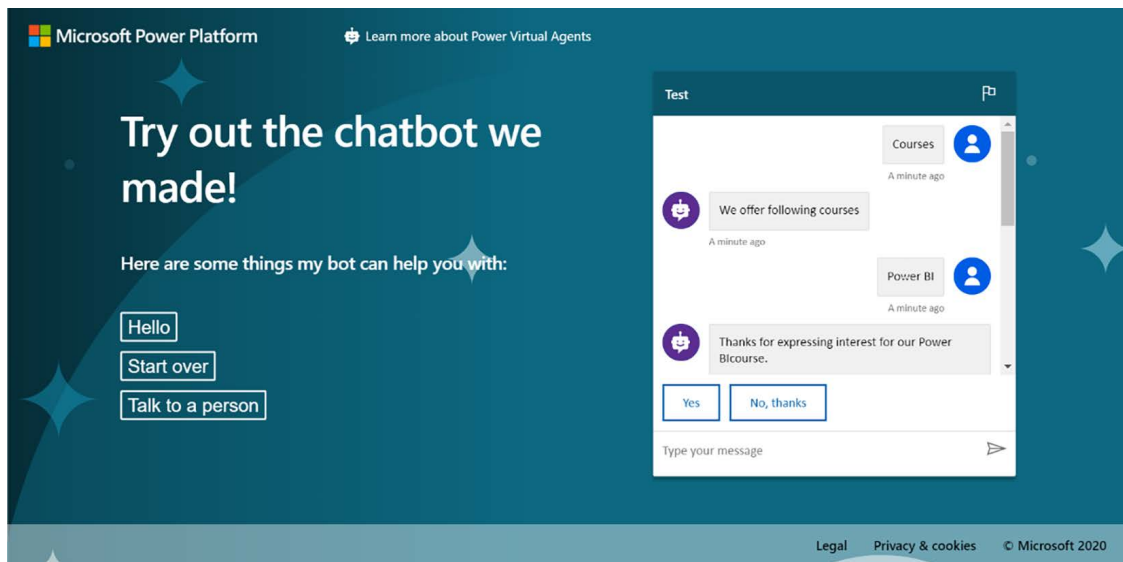 Microsoft Power Platform
Learn more about Power Virtual Agents
Try out the chatbot we
made!
Here are some things my bot can help you with:
Hello
Start over
Talk to a person
Test
Courses
A minute ago
We offer following courses
A minute ago
Power BI
A minute ago
Thanks for expressing interest for our Power
BIcourse.
Yes
No, thanks
Type your message
Legal
Privacy & cookies
© Microsoft 2020